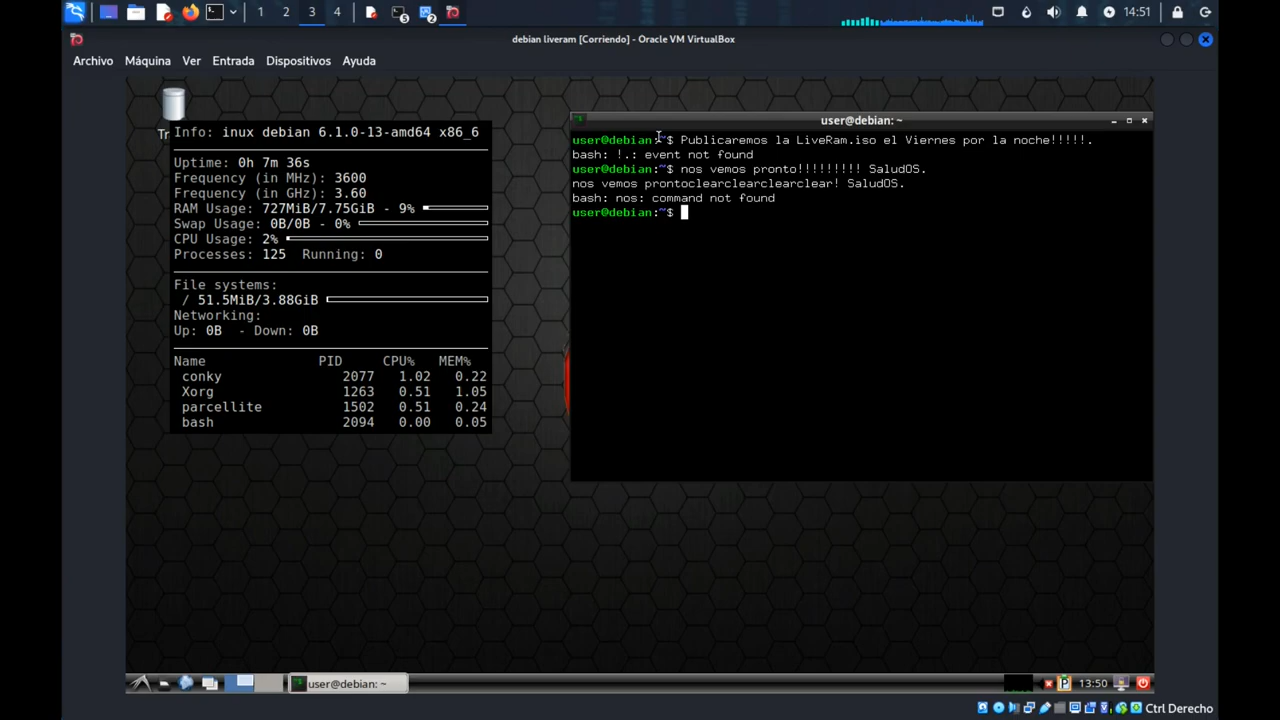 1 2 3 4 5 2 14:51
debian liveram [Corriendo] - Oracle VM VirtualBox
Archivo Máquina Ver Entrada Dispositivos Ayuda
Tr
Info: inux debian 6.1.0-13-amd64 x86_6
Uptime: 0h 7m 36s
Frequency (in MHz): 3600
Frequency (in GHz): 3.60
RAM Usage: 727MiB/7.75GiB - 9%
Swap Usage: 0B/0B - 0%
CPU Usage: 2%
Processes: 125 Running: 0
File systems:
/ 51.5MiB/3.88GiB
Networking:
Up: 0B - Down: 0B
Name PID CPU% MEM%
conky 2077 1.02 0.22
Xorg 1263 0.51 1.05
parcellite 1502 0.51 0.24
bash 2094 0.00 0.05
user@debian: ~
user@debian:~$ Publicaremos la LiveRam.iso el Viernes por la noche!!!!!.
bash: !.: event not found
user@debian:~$ nos vemos pronto!!!!!!!!! SaludOS.
nos vemos prontoclearclearclearclear! SaludOS.
bash: nos: command not found
user@debian:~$
user@debian: ~
13:50
Ctrl Derecho